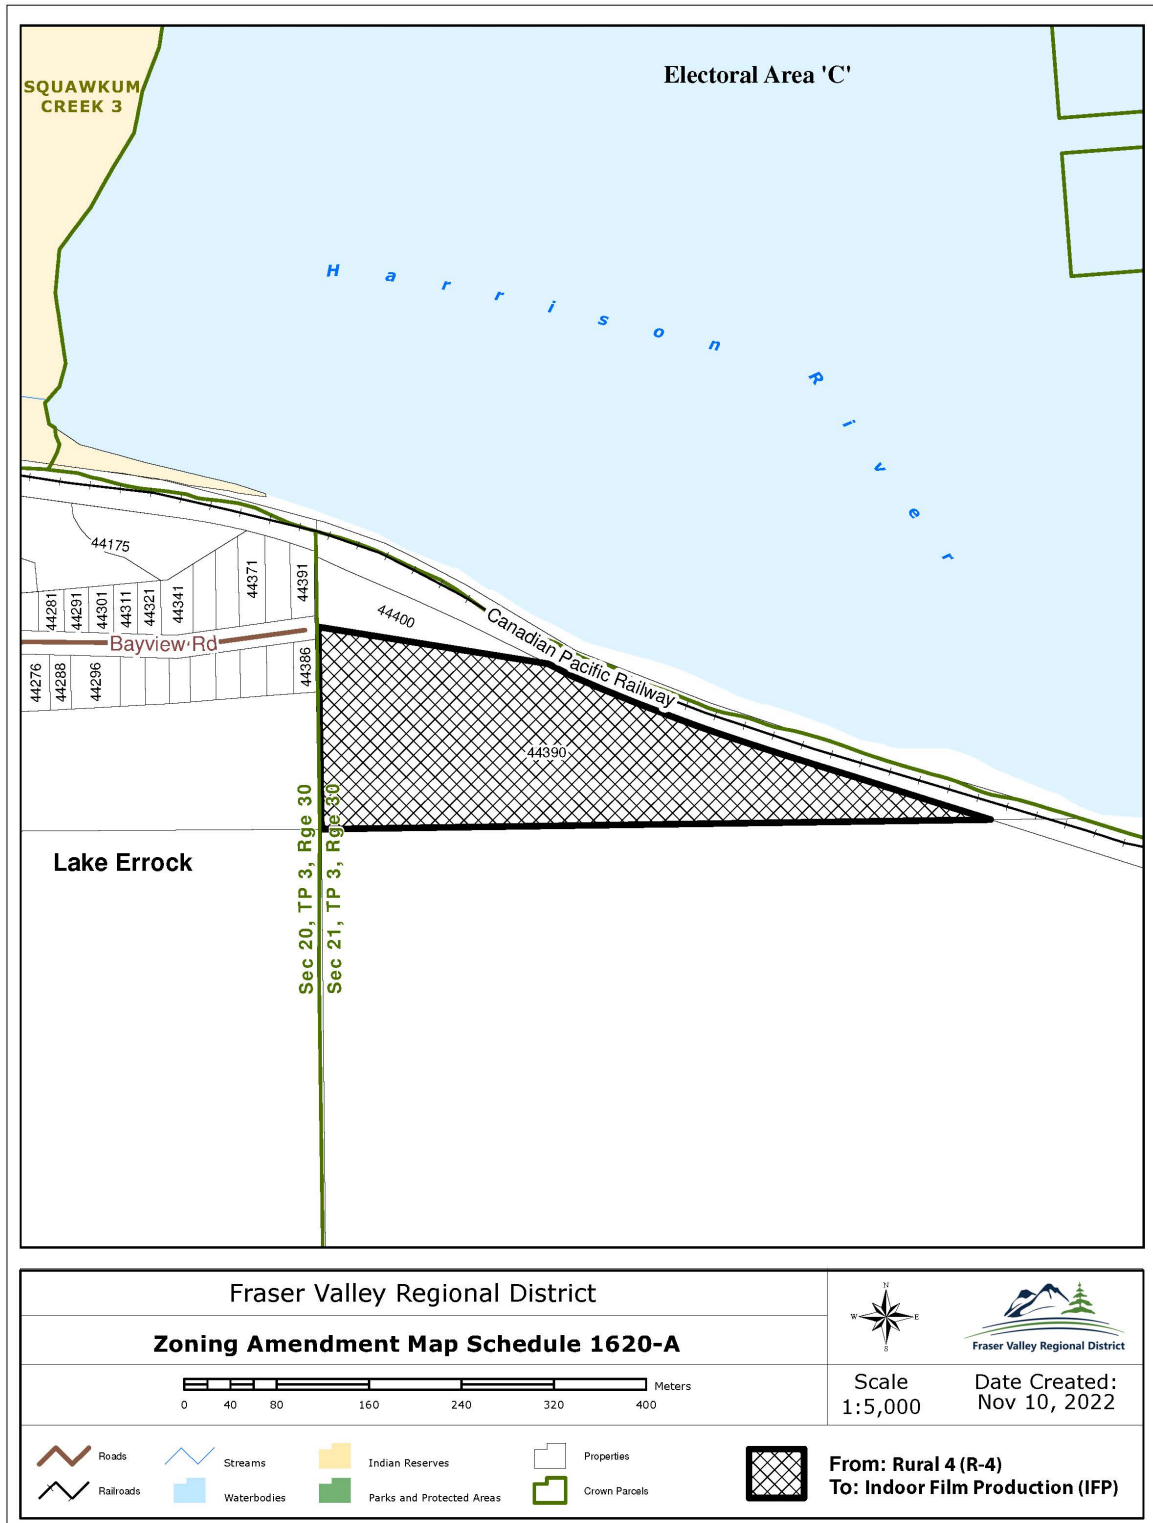 Electoral Area 'C'
SQUAWKUM
CREEK 3
Harrison River
44175
44281
44291
44301
44311
44321
44341
44371
44391
44400
Canadian Pacific Railway
Bayview Rd
44276
44288
44296
44386
44390
Sec 20, TP 3, Rge 30
Sec 21, TP 3, Rge 30
Lake Errock
Fraser Valley Regional District
Zoning Amendment Map Schedule 1620-A
0 40 80 160 240 320 400
Meters
N
W E
S
Fraser Valley Regional District
Scale
1:5,000
Date Created:
Nov 10, 2022
Roads
Streams
Indian Reserves
Properties
Railroads
Waterbodies
Parks and Protected Areas
Crown Parcels
From: Rural 4 (R-4)
To: Indoor Film Production (IFP)